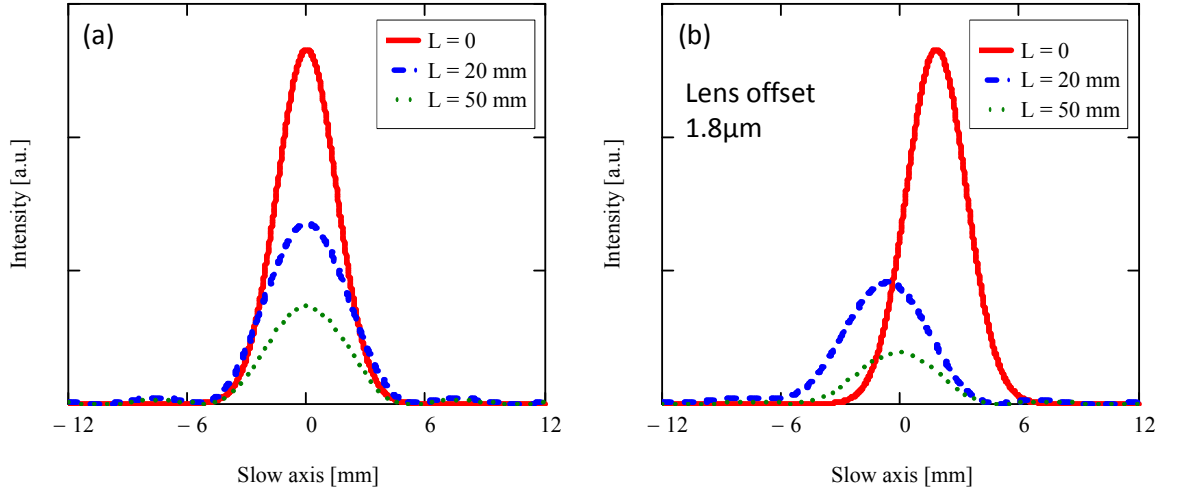 (a)
L = 0
L = 20 mm
L = 50 mm
Intensity [a.u.]
− 12
− 6
0
6
12
Slow axis [mm]
(b)
Lens offset
1.8μm
L = 0
L = 20 mm
L = 50 mm
Intensity [a.u.]
− 12
− 6
0
6
12
Slow axis [mm]